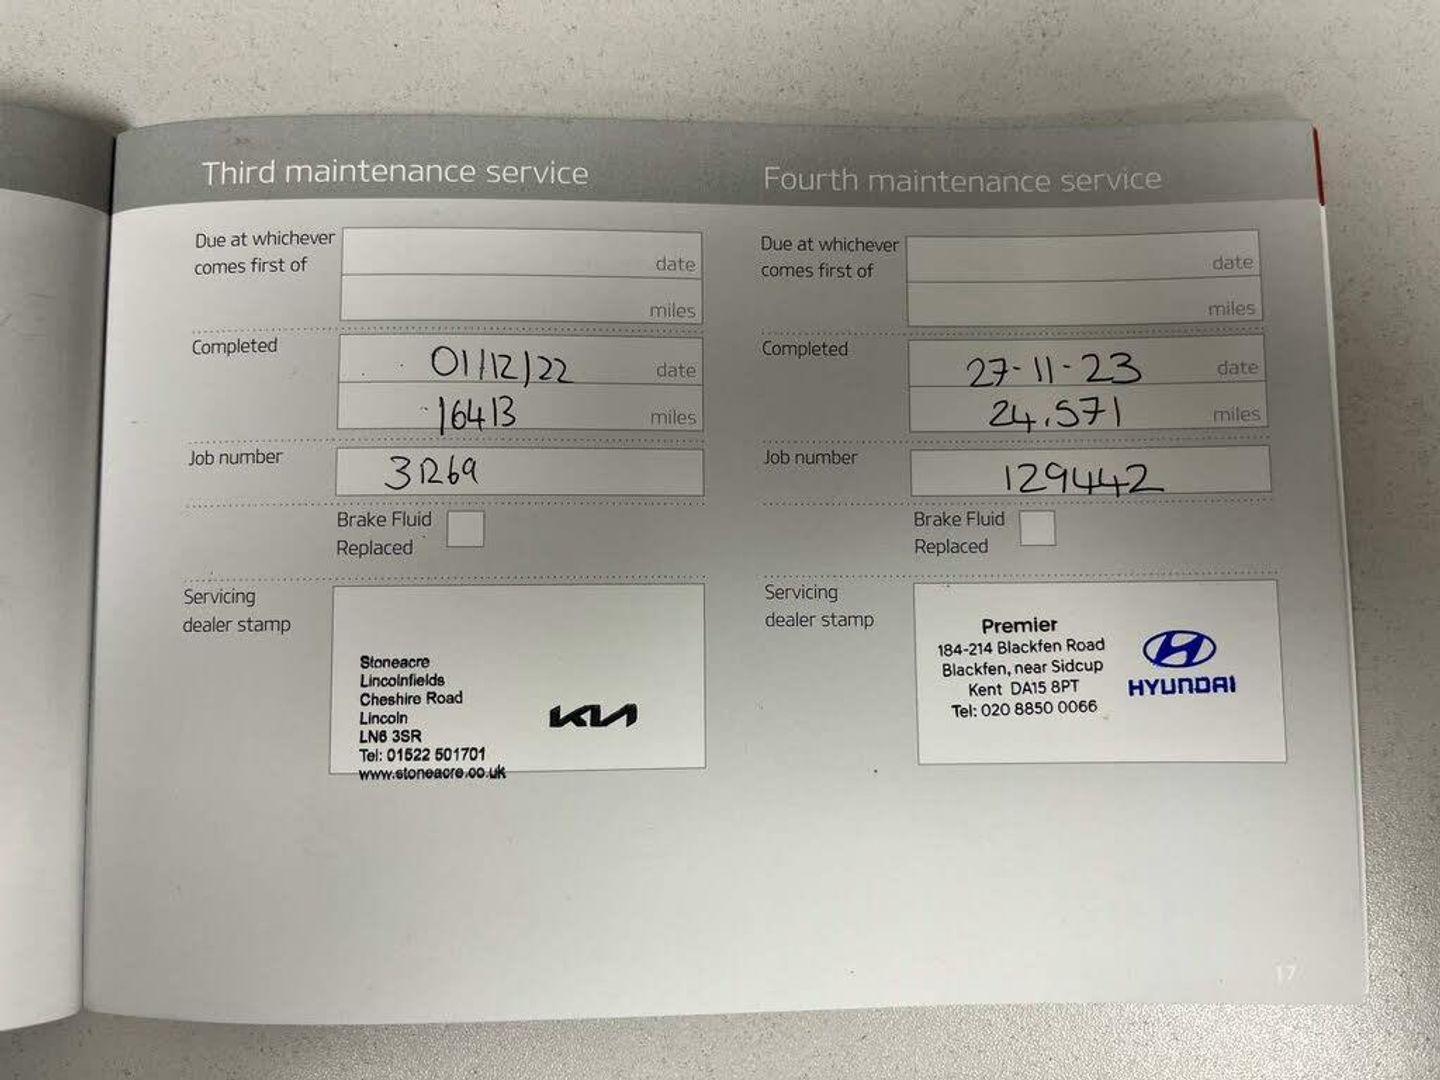 Third maintenance service
Due at whichever
comes first of
date
miles
Completed
01/12/22 date
16413 miles
Job number
31269
Brake Fluid
Replaced
Servicing
dealer stamp
Stoneacre
Lincolnfields
Cheshire Road
Lincoln
LN6 3SR
Tel: 01522 501701
www.stoneacre.co.uk
KIA
Fourth maintenance service
Due at whichever
comes first of
date
miles
Completed
27-11-23 date
24,571 miles
Job number
129442
Brake Fluid
Replaced
Servicing
dealer stamp
Premier
184-214 Blackfen Road
Blackfen, near Sidcup
Kent DA15 8PT
Tel: 020 8850 0066
HYUNDAI
17